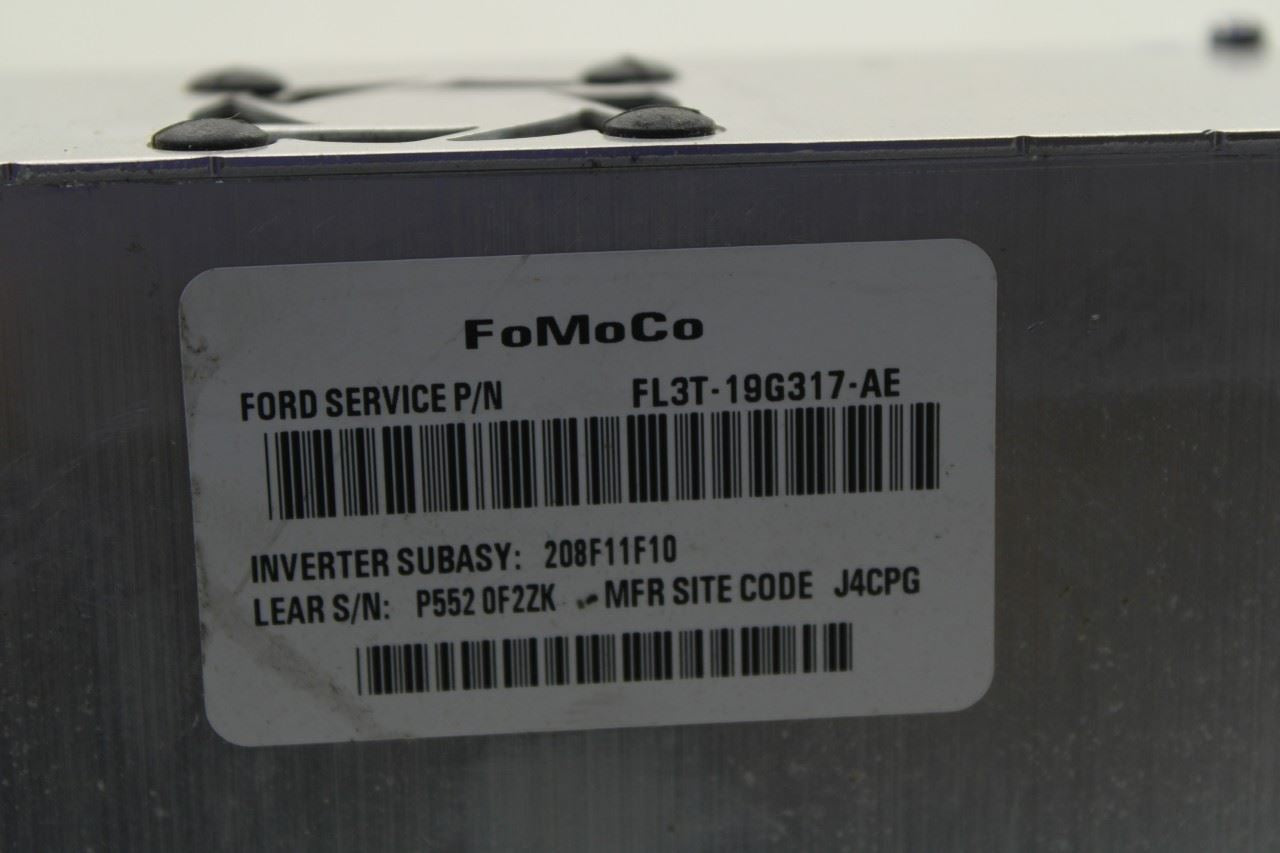 FoMoCo
FORD SERVICE P/N FL3T-19G317-AE
INVERTER SUBASY: 208F11F10
LEAR S/N: P552 0F2ZK - MFR SITE CODE J4CPG